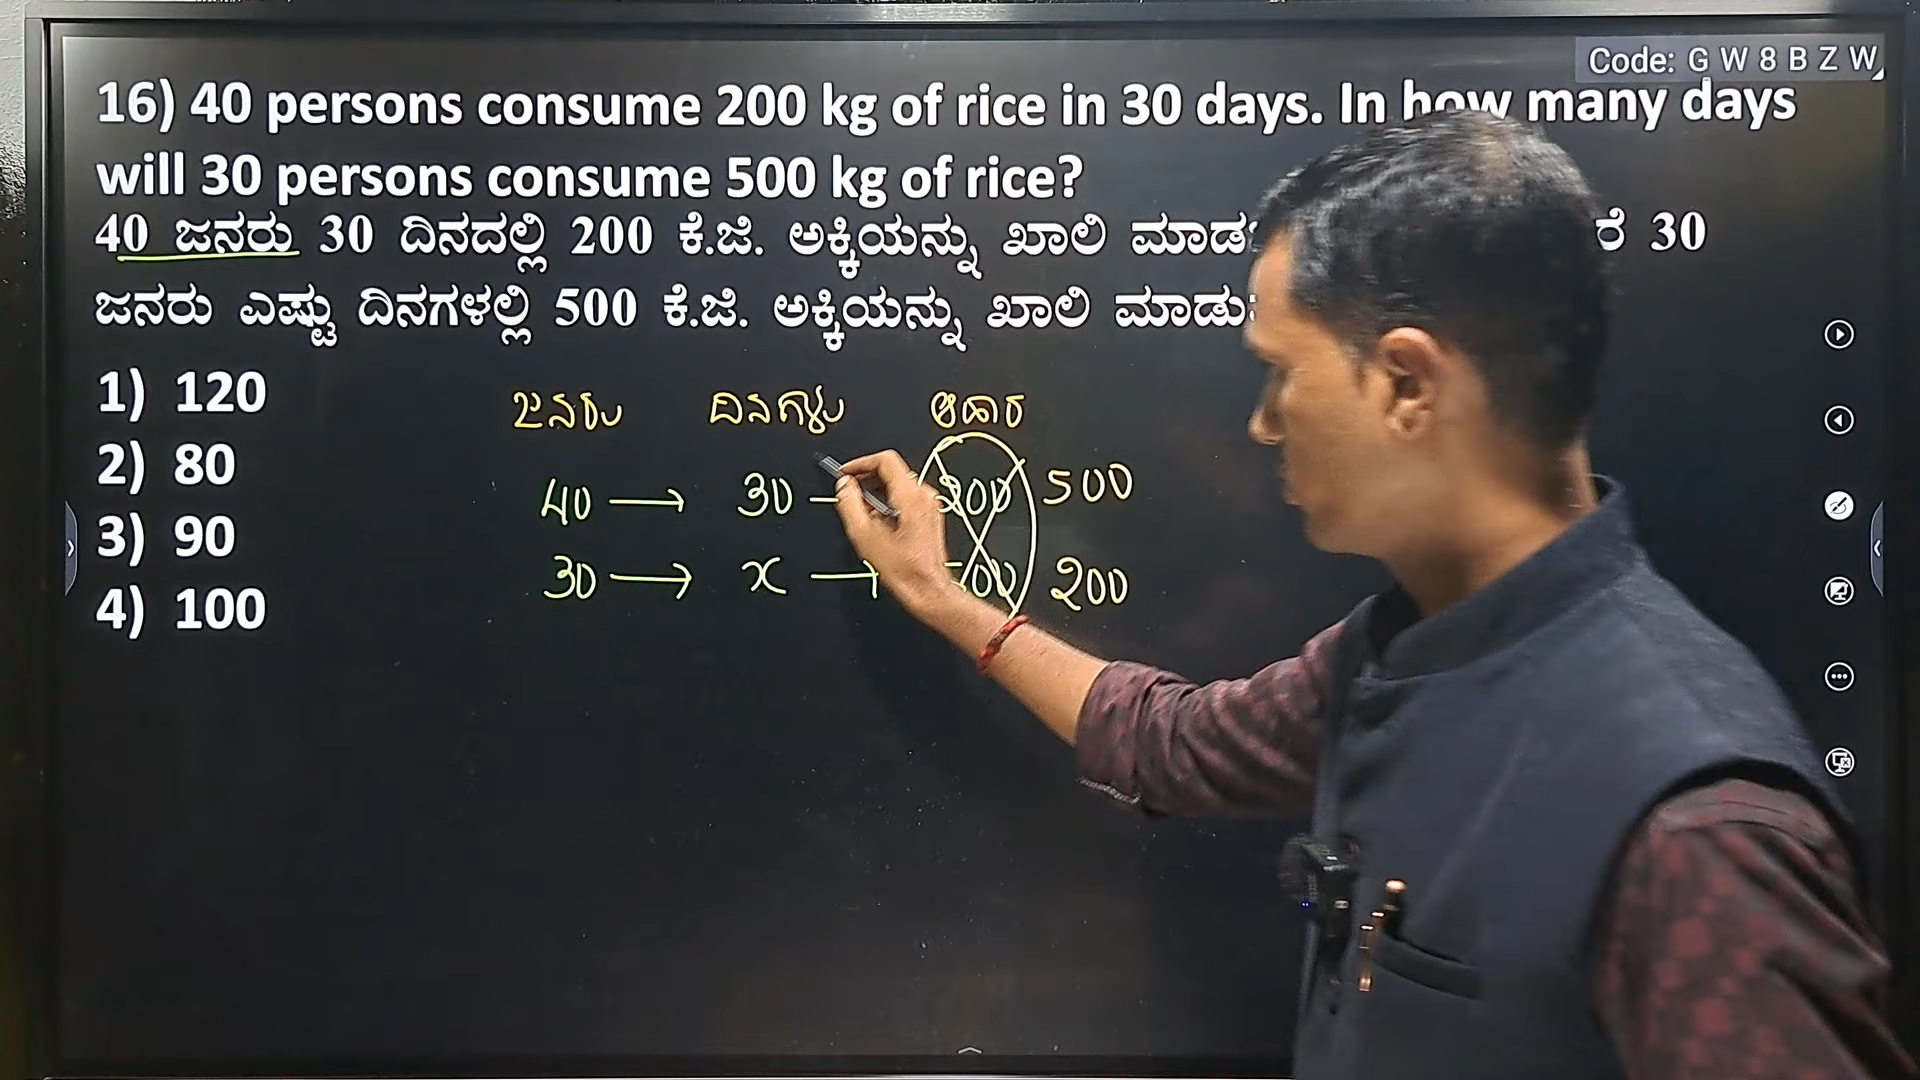 Code: G W 8 B Z W
16) 40 persons consume 200 kg of rice in 30 days. In how many days
will 30 persons consume 500 kg of rice?
40 ಜನರು 30 ದಿನದಲ್ಲಿ 200 ಕೆ.ಜಿ. ಅಕ್ಕಿಯನ್ನು ಖಾಲಿ 30
ಜನರು ಎಷ್ಟು ದಿನಗಳಲ್ಲಿ 500 ಕೆ.ಜಿ. ಅಕ್ಕಿಯನ್ನು ಖಾಲಿ
1) 120
2) 80
3) 90
4) 100
ಜನರು ದಿನಗಳು ಆಹಾರ
40 → 30 200 500
30 → x → 500 200